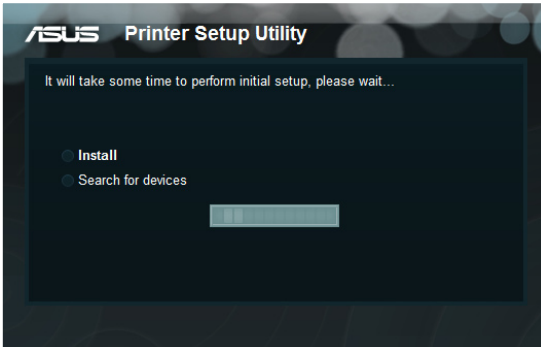 ASUS Printer Setup Utility
It will take some time to perform initial setup, please wait...
Install
Search for devices